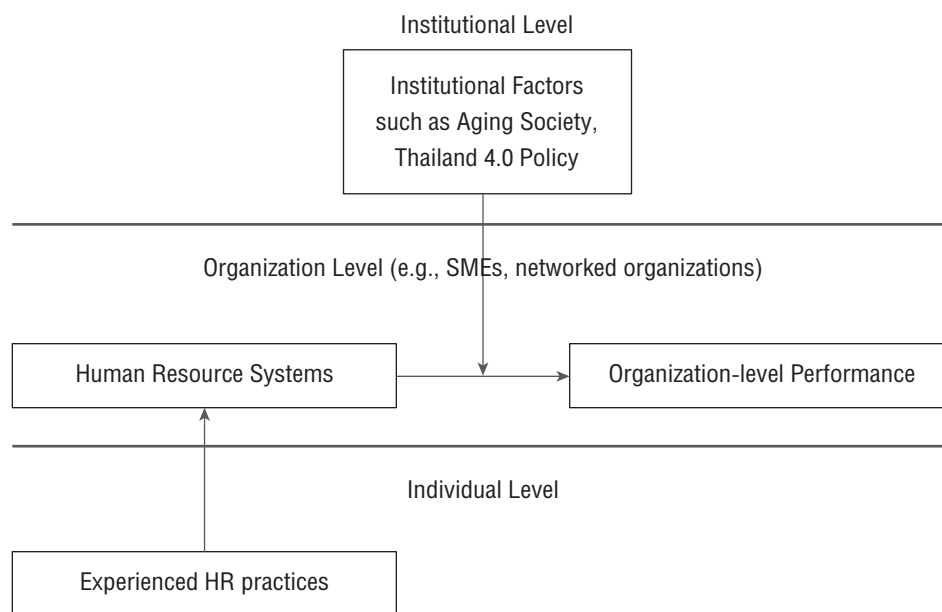 Institutional Level
Institutional Factors
such as Aging Society,
Thailand 4.0 Policy
Organization Level (e.g., SMEs, networked organizations)
Human Resource Systems
Organization-level Performance
Individual Level
Experienced HR practices